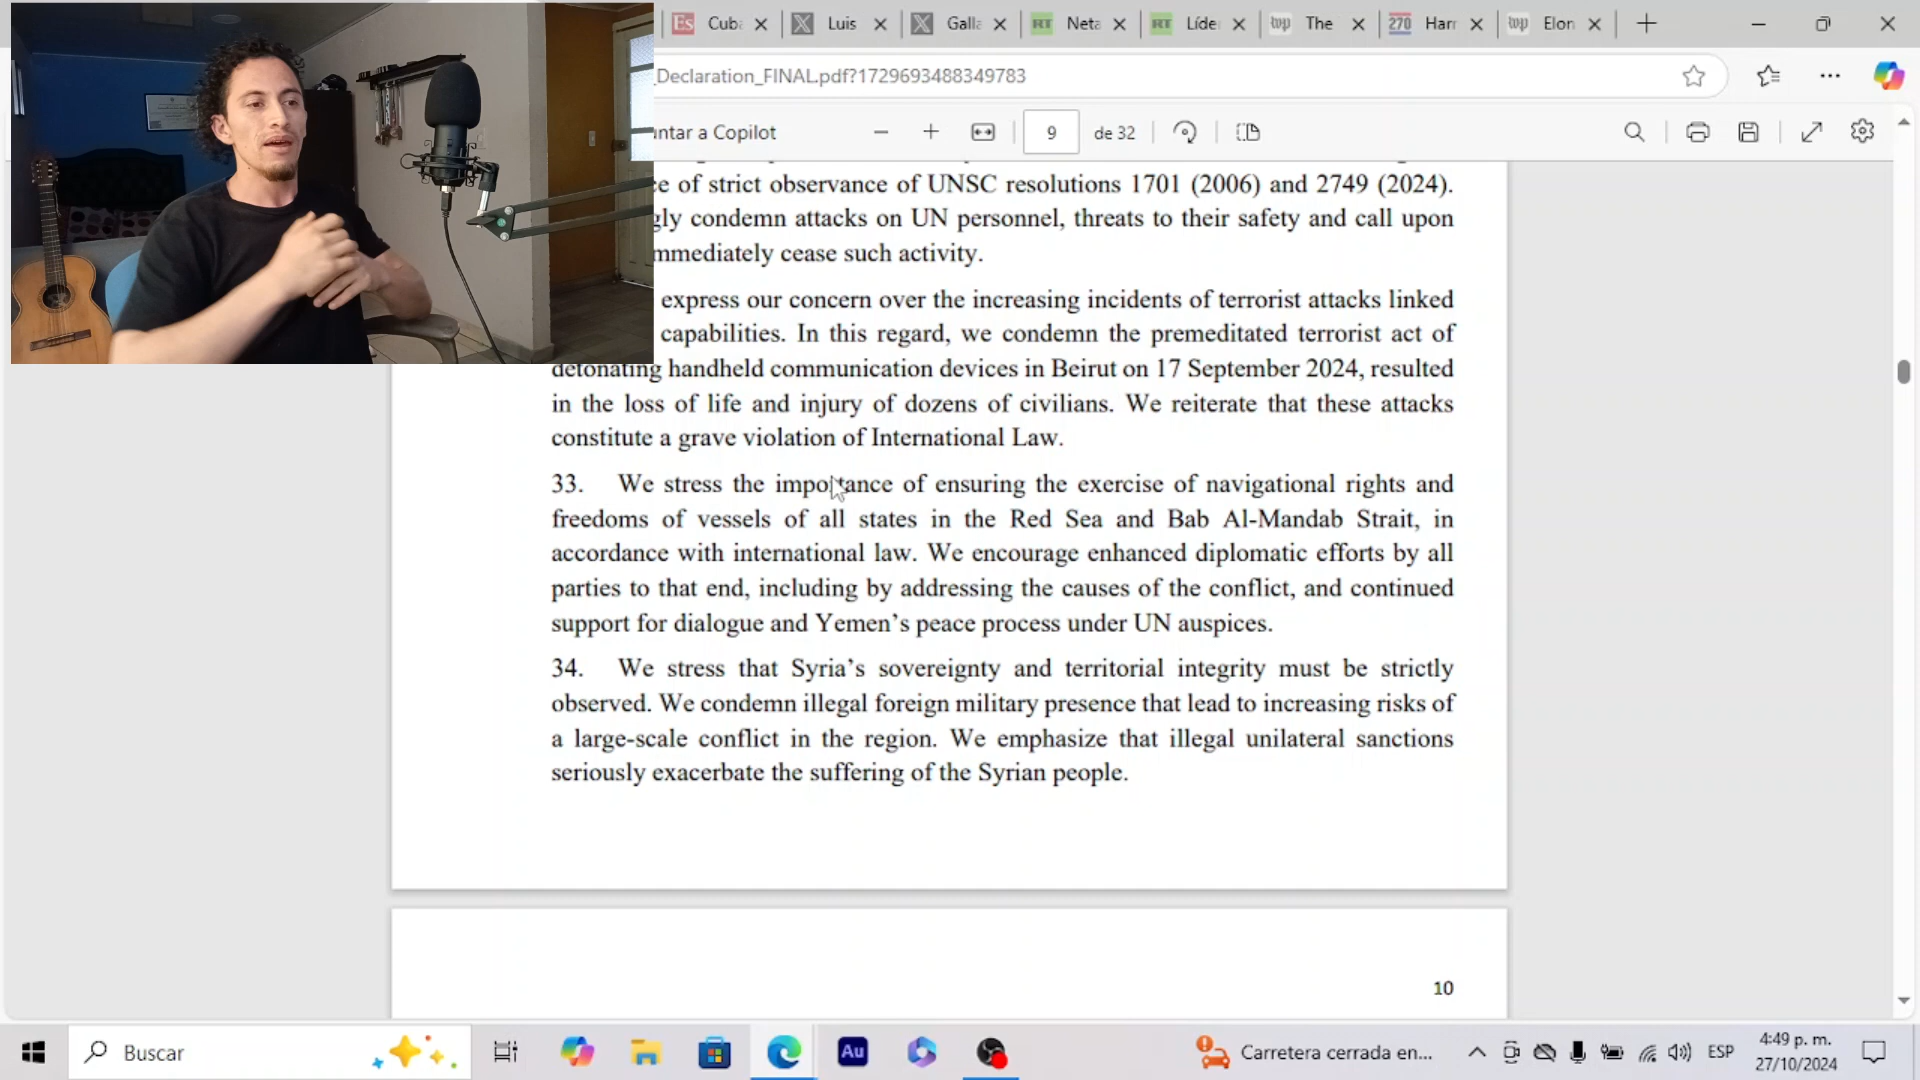 Cub
Luis
Galla
RT
Neta
RT
Líde
wp
The
270
Harr
wp
Elon
_Declaration_FINAL.pdf?1729693488349783
ntar a Copilot
9
de 32
e of strict observance of UNSC resolutions 1701 (2006) and 2749 (2024).
gly condemn attacks on UN personnel, threats to their safety and call upon
mmediately cease such activity.
express our concern over the increasing incidents of terrorist attacks linked
capabilities. In this regard, we condemn the premeditated terrorist act of
detonating handheld communication devices in Beirut on 17 September 2024, resulted
in the loss of life and injury of dozens of civilians. We reiterate that these attacks
constitute a grave violation of International Law.
33. We stress the importance of ensuring the exercise of navigational rights and
freedoms of vessels of all states in the Red Sea and Bab Al-Mandab Strait, in
accordance with international law. We encourage enhanced diplomatic efforts by all
parties to that end, including by addressing the causes of the conflict, and continued
support for dialogue and Yemen’s peace process under UN auspices.
34. We stress that Syria’s sovereignty and territorial integrity must be strictly
observed. We condemn illegal foreign military presence that lead to increasing risks of
a large-scale conflict in the region. We emphasize that illegal unilateral sanctions
seriously exacerbate the suffering of the Syrian people.
10
Buscar
Au
Carretera cerrada en...
ESP
4:49 p. m.
27/10/2024